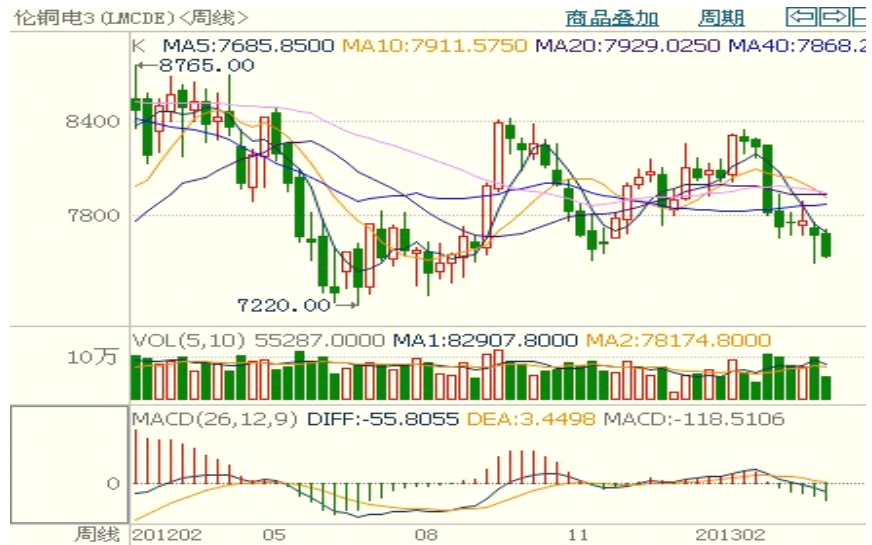 伦铜电3(LMCDE)<周线> 商品叠加 周期
K MA5:7685.8500 MA10:7911.5750 MA20:7929.0250 MA40:7868.2
←8765.00
8400
7800
7220.00→
VOL(5,10) 55287.0000 MA1:82907.8000 MA2:78174.8000
10万
MACD(26,12,9) DIFF:-55.8055 DEA:3.4498 MACD:-118.5106
0
周线 201202 05 08 11 201302